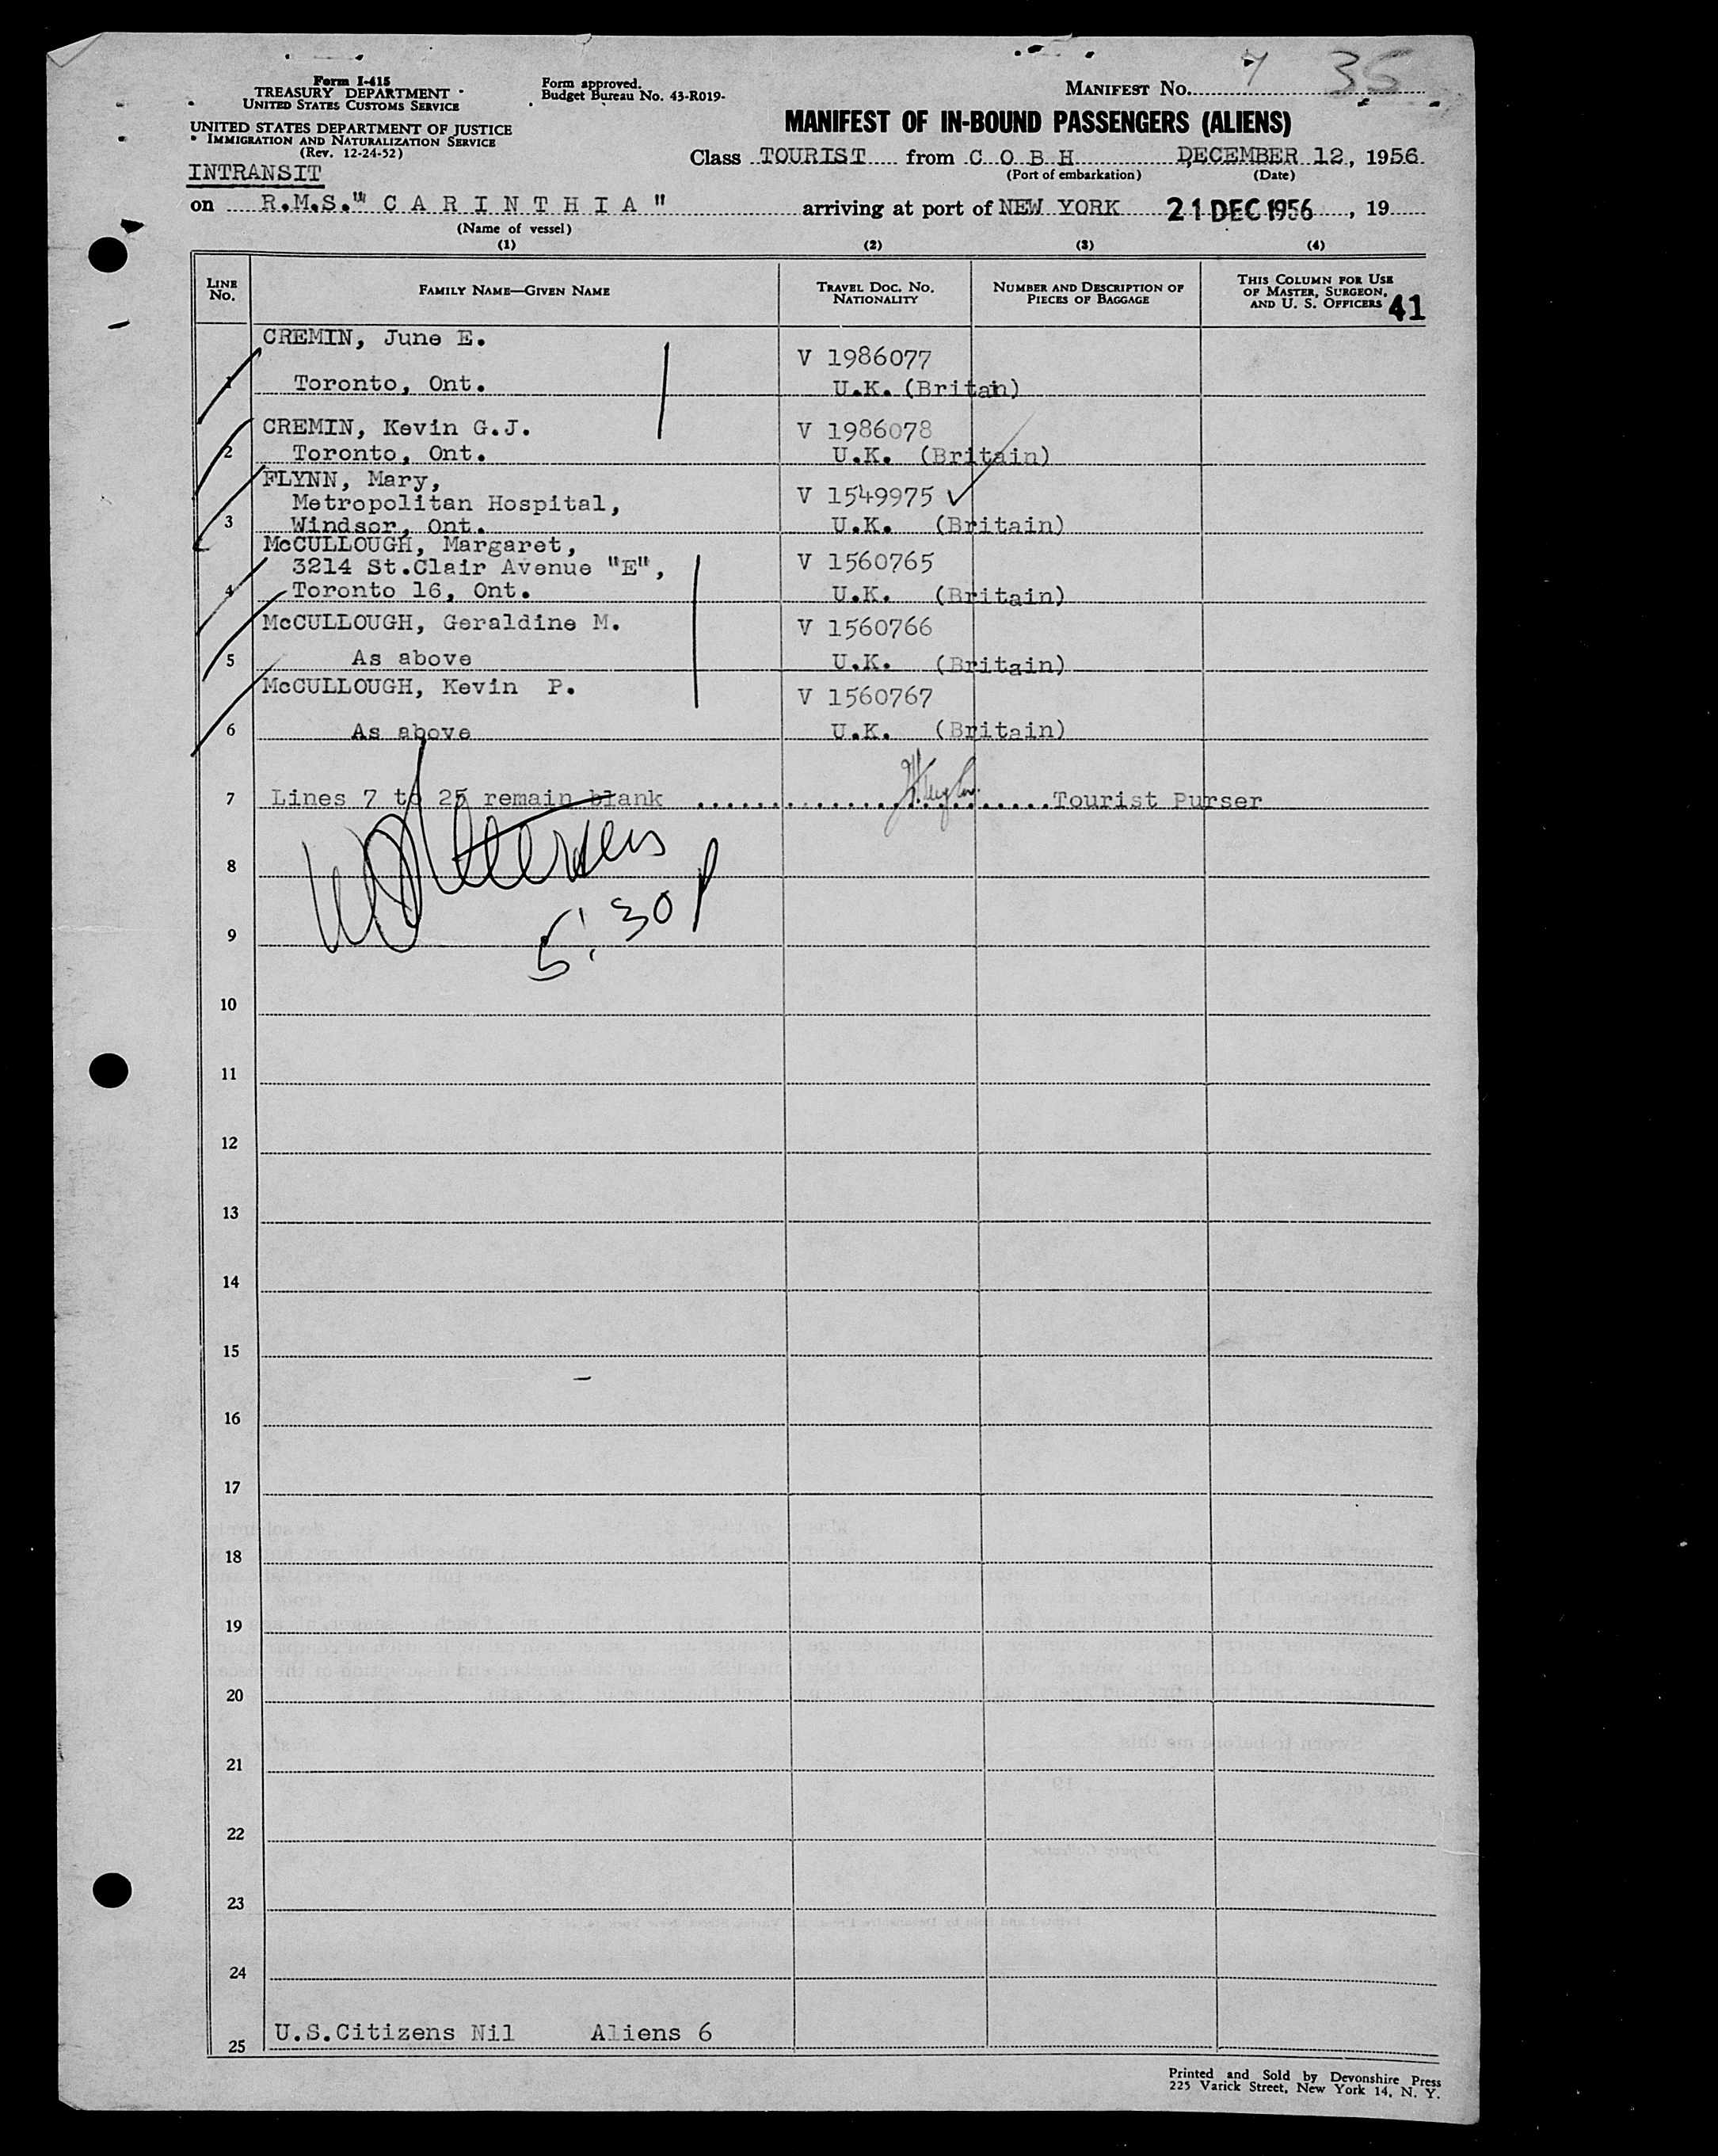 Form I-415
TREASURY DEPARTMENT
UNITED STATES CUSTOMS SERVICE
Form approved.
Budget Bureau No. 43-R019-
MANIFEST No. 7 35
UNITED STATES DEPARTMENT OF JUSTICE
IMMIGRATION AND NATURALIZATION SERVICE
(Rev. 12-24-52)
MANIFEST OF IN-BOUND PASSENGERS (ALIENS)
INTRANSIT
Class TOURIST from C O B H DECEMBER 12, 1956
(Port of embarkation) (Date)
on R.M.S." C A R I N T H I A " arriving at port of NEW YORK 21 DEC 1956, 19
(Name of vessel)
(1) (2) (3) (4)
LINE No. FAMILY NAME—GIVEN NAME TRAVEL DOC. NO. NATIONALITY NUMBER AND DESCRIPTION OF PIECES OF BAGGAGE THIS COLUMN FOR USE OF MASTER, SURGEON, AND U. S. OFFICERS 41
CREMIN, June E. V 1986077
1 Toronto, Ont. U.K. (Britain)
CREMIN, Kevin G.J. V 1986078
2 Toronto, Ont. U.K. (Britain)
FLYNN, Mary,
Metropolitan Hospital, V 1549975 ✓
3 Windsor, Ont. U.K. (Britain)
McCULLOUGH, Margaret,
3214 St.Clair Avenue "E", V 1560765
4 Toronto 16, Ont. U.K. (Britain)
McCULLOUGH, Geraldine M. V 1560766
5 As above U.K. (Britain)
McCULLOUGH, Kevin P. V 1560767
6 As above U.K. (Britain)
7 Lines 7 to 25 remain blank ........................Tourist Purser
8
5:30 P
9
10
11
12
13
14
15
16
17
18
19
20
21
22
23
24
25 U.S.Citizens Nil Aliens 6
Printed and Sold by Devonshire Press
225 Varick Street, New York 14, N. Y.